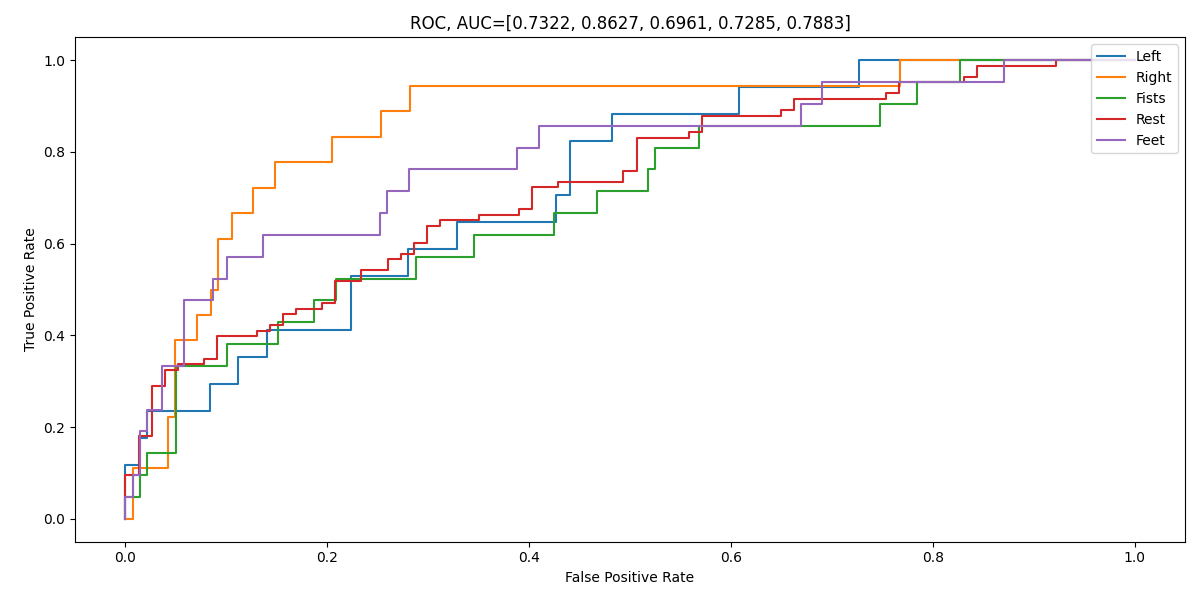 ROC, AUC=[0.7322, 0.8627, 0.6961, 0.7285, 0.7883]
Left
Right
Fists
Rest
Feet
1.0
0.8
0.6
0.4
0.2
0.0
True Positive Rate
0.0 0.2 0.4 0.6 0.8 1.0
False Positive Rate